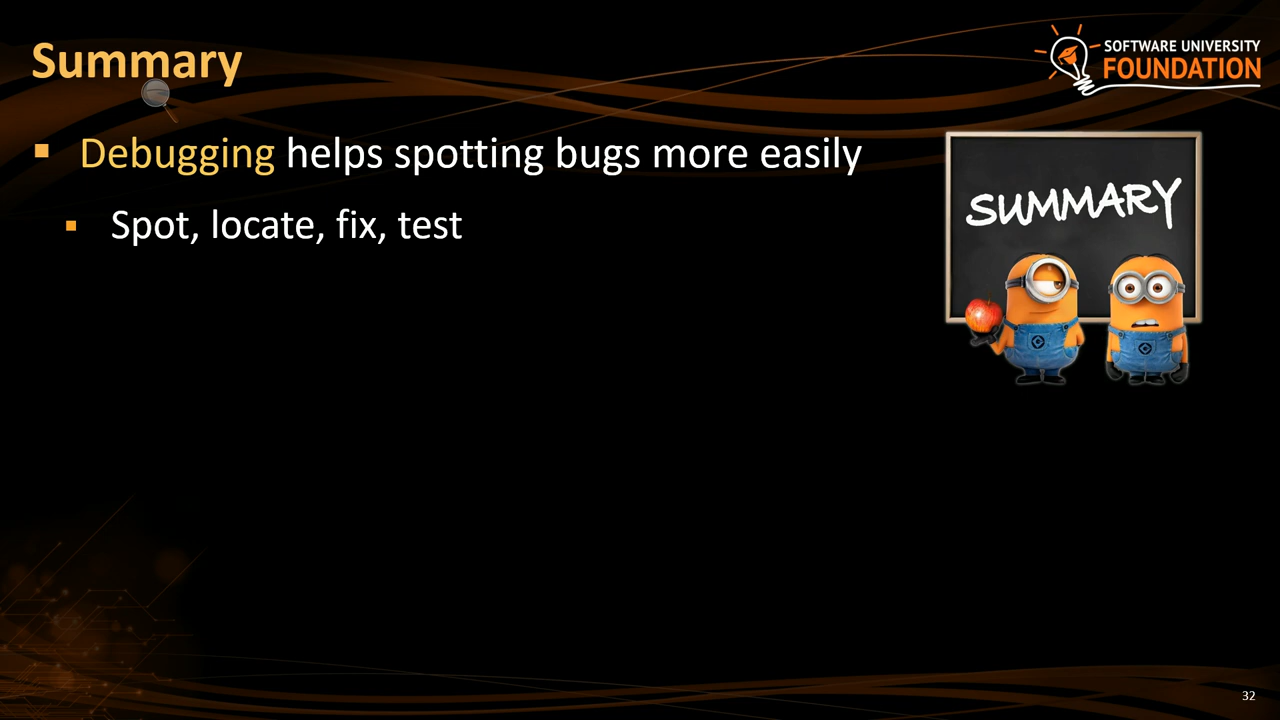 Summary
SOFTWARE UNIVERSITY
FOUNDATION
Debugging helps spotting bugs more easily
Spot, locate, fix, test
SUMMARY
32